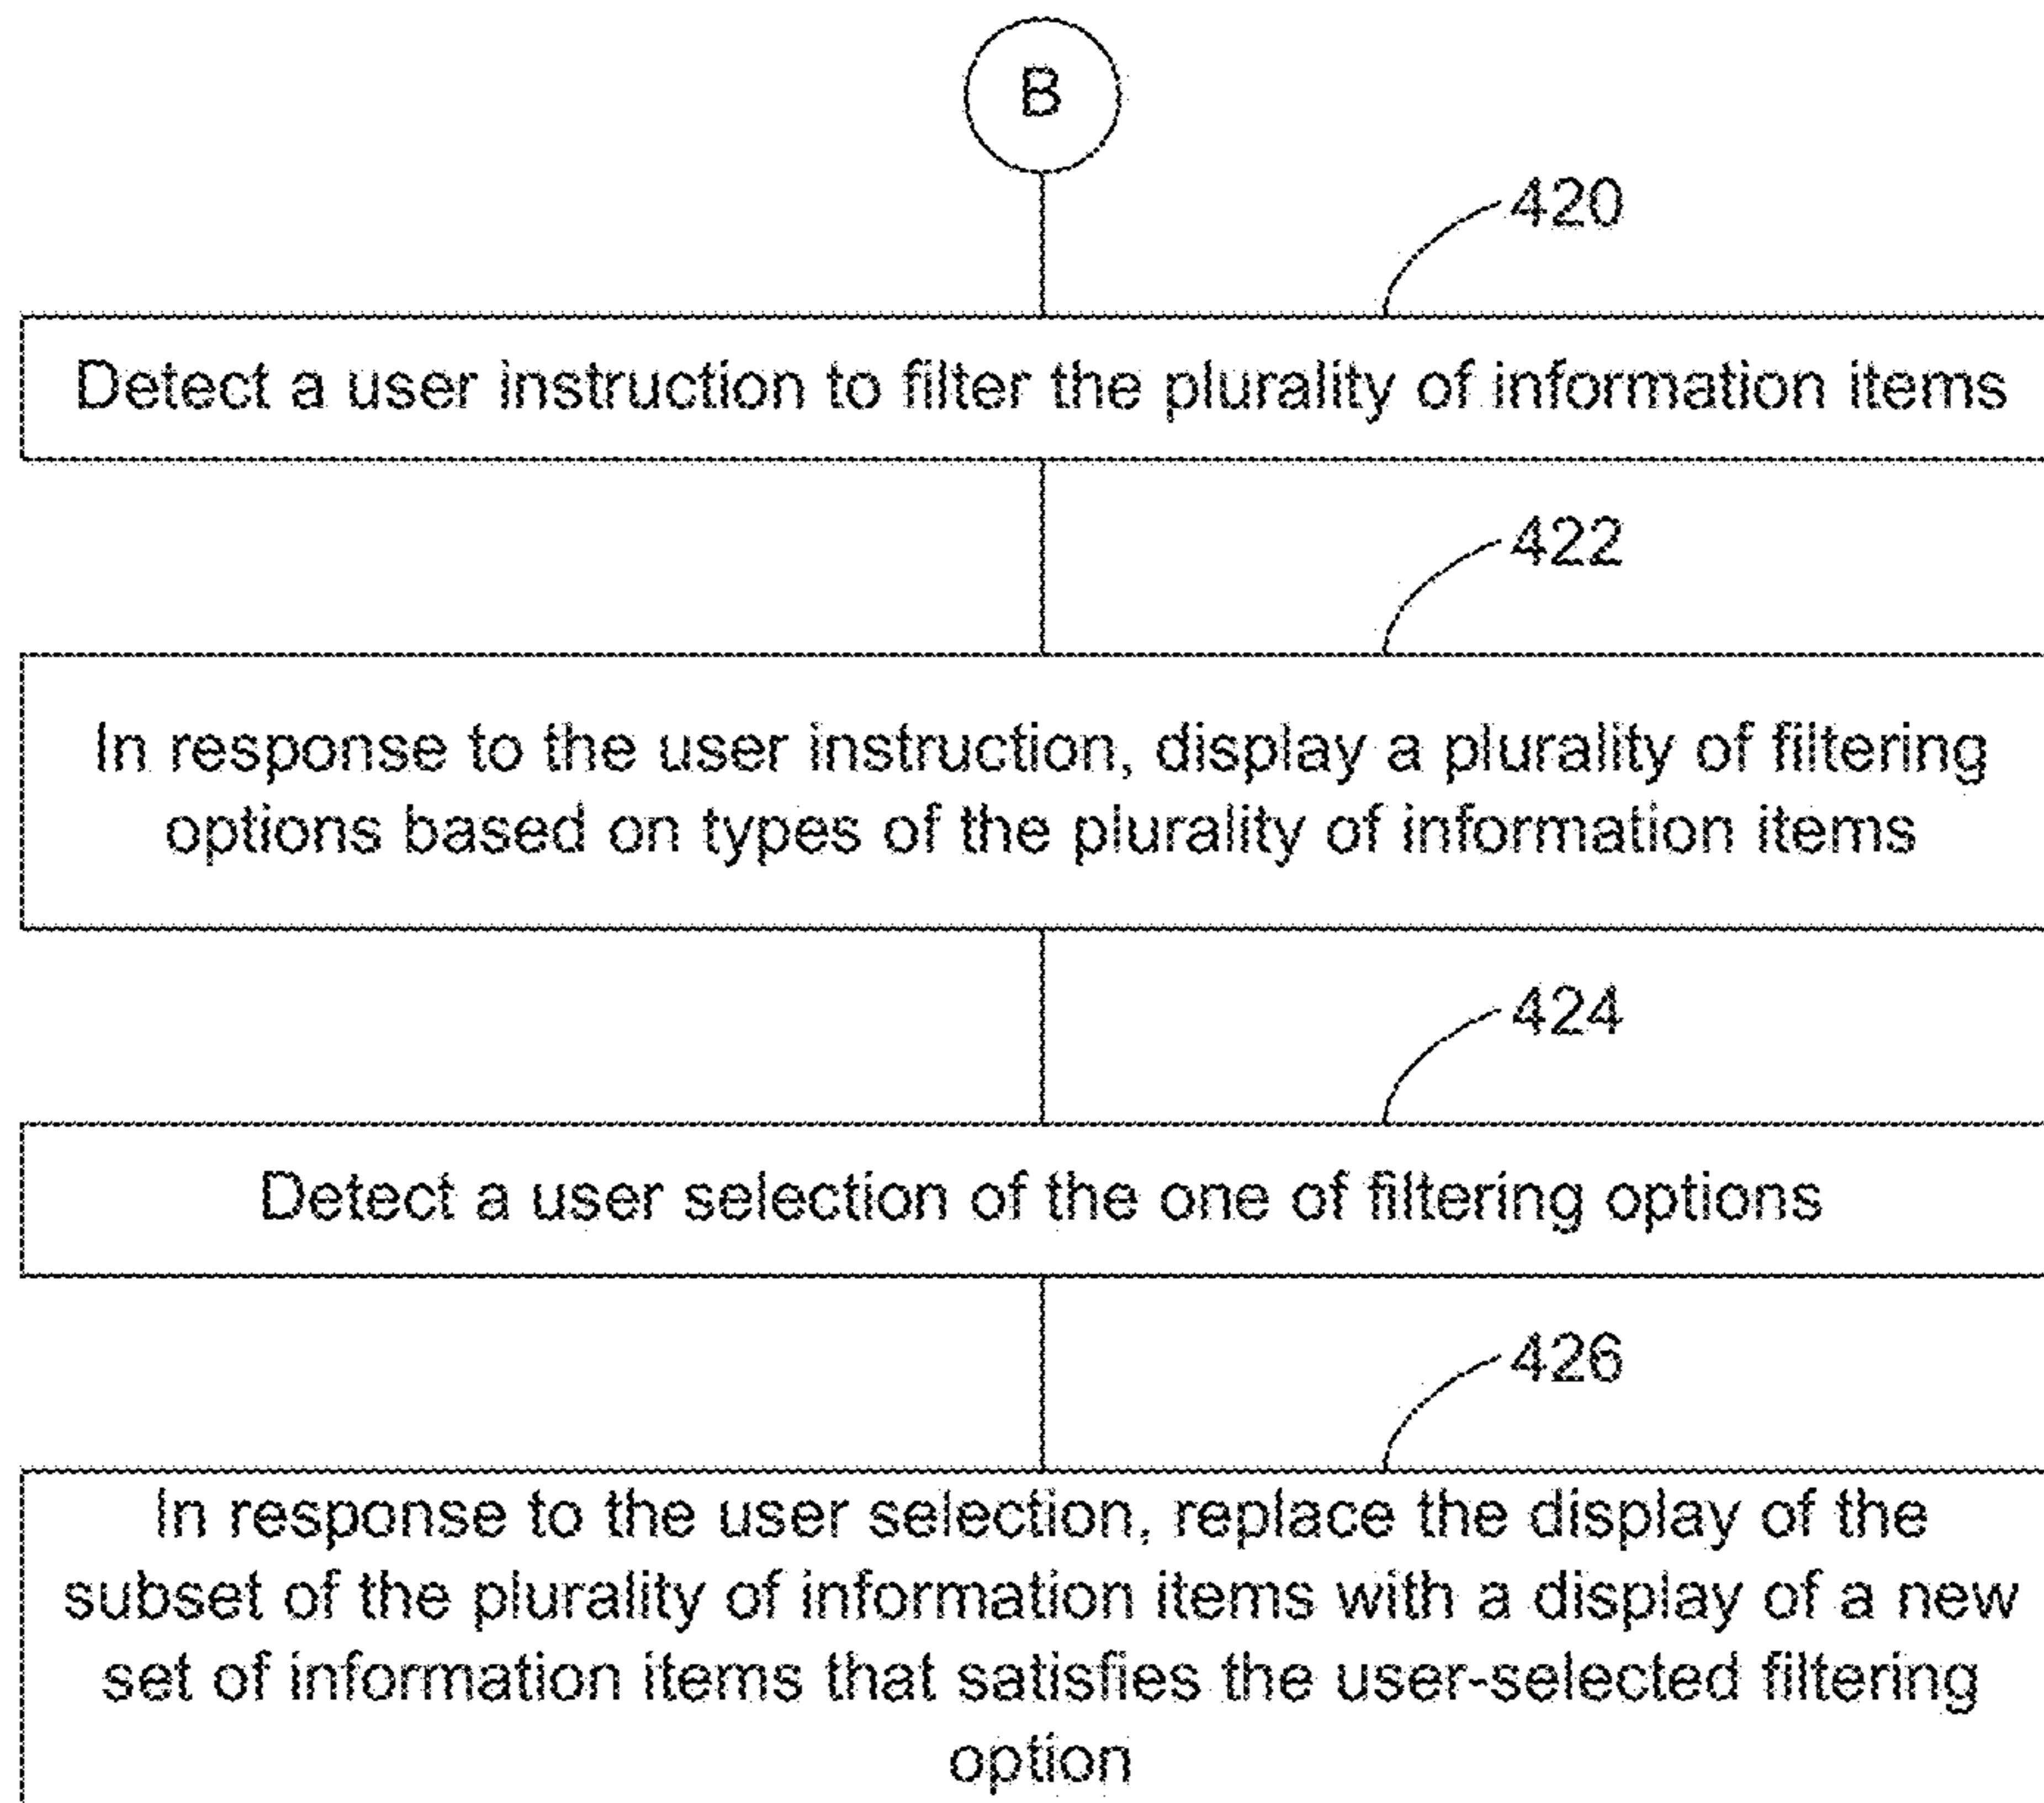 B
420
Detect a user instruction to filter the plurality of information items
422
In response to the user instruction, display a plurality of filtering
options based on types of the plurality of information items
424
Detect a user selection of the one of filtering options
426
In response to the user selection, replace the display of the
subset of the plurality of information items with a display of a new
set of information items that satisfies the user-selected filtering
option